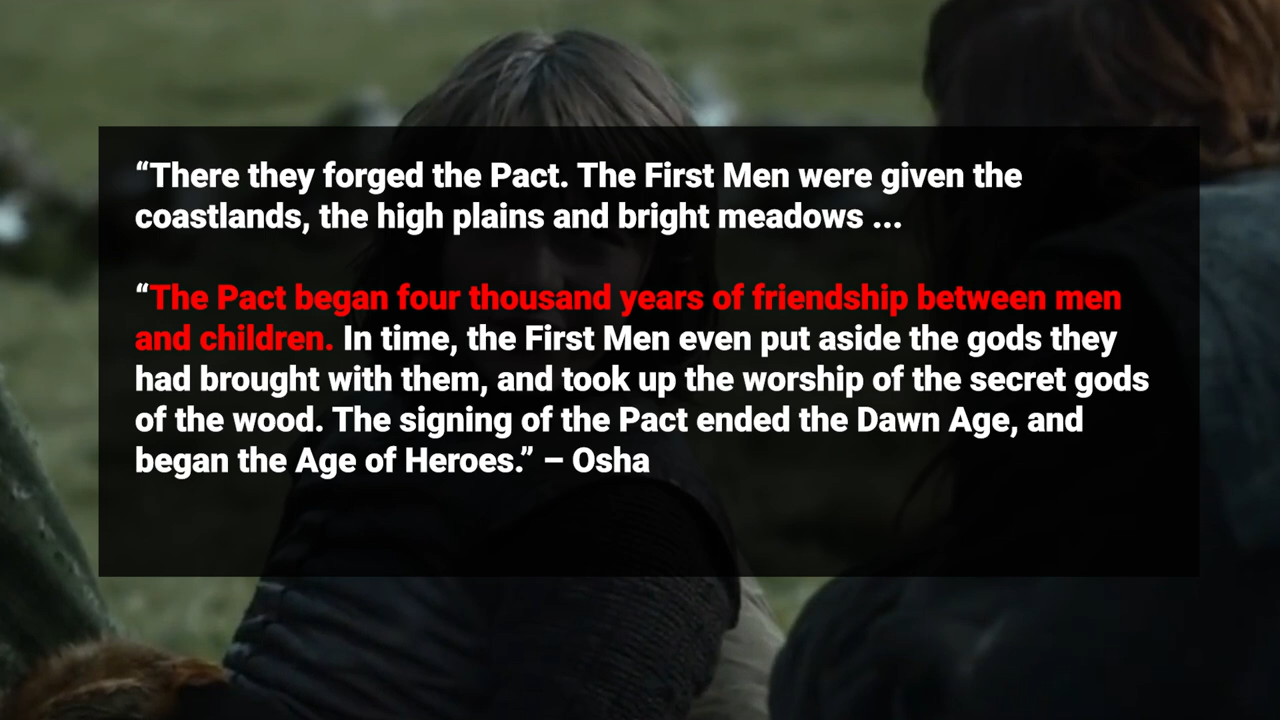 “There they forged the Pact. The First Men were given the
coastlands, the high plains and bright meadows ...
“The Pact began four thousand years of friendship between men
and children. In time, the First Men even put aside the gods they
had brought with them, and took up the worship of the secret gods
of the wood. The signing of the Pact ended the Dawn Age, and
began the Age of Heroes.” – Osha